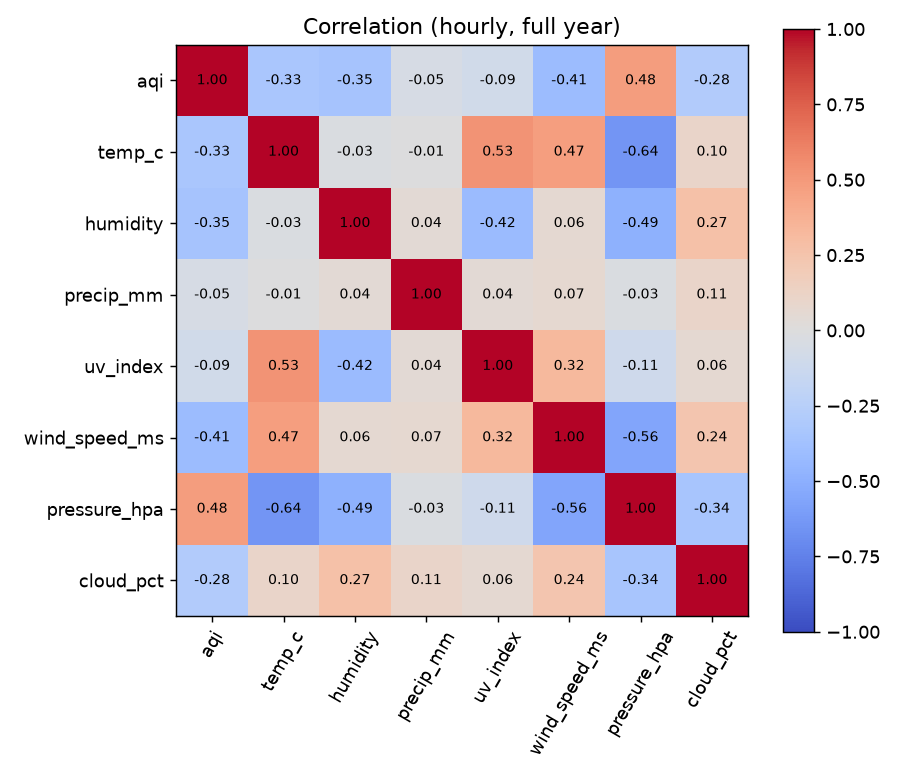 Correlation (hourly, full year)
aqi 1.00 -0.33 -0.35 -0.05 -0.09 -0.41 0.48 -0.28
temp_c -0.33 1.00 -0.03 -0.01 0.53 0.47 -0.64 0.10
humidity -0.35 -0.03 1.00 0.04 -0.42 0.06 -0.49 0.27
precip_mm -0.05 -0.01 0.04 1.00 0.04 0.07 -0.03 0.11
uv_index -0.09 0.53 -0.42 0.04 1.00 0.32 -0.11 0.06
wind_speed_ms -0.41 0.47 0.06 0.07 0.32 1.00 -0.56 0.24
pressure_hpa 0.48 -0.64 -0.49 -0.03 -0.11 -0.56 1.00 -0.34
cloud_pct -0.28 0.10 0.27 0.11 0.06 0.24 -0.34 1.00
aqi temp_c humidity precip_mm uv_index wind_speed_ms pressure_hpa cloud_pct
1.00
0.75
0.50
0.25
0.00
−0.25
−0.50
−0.75
−1.00